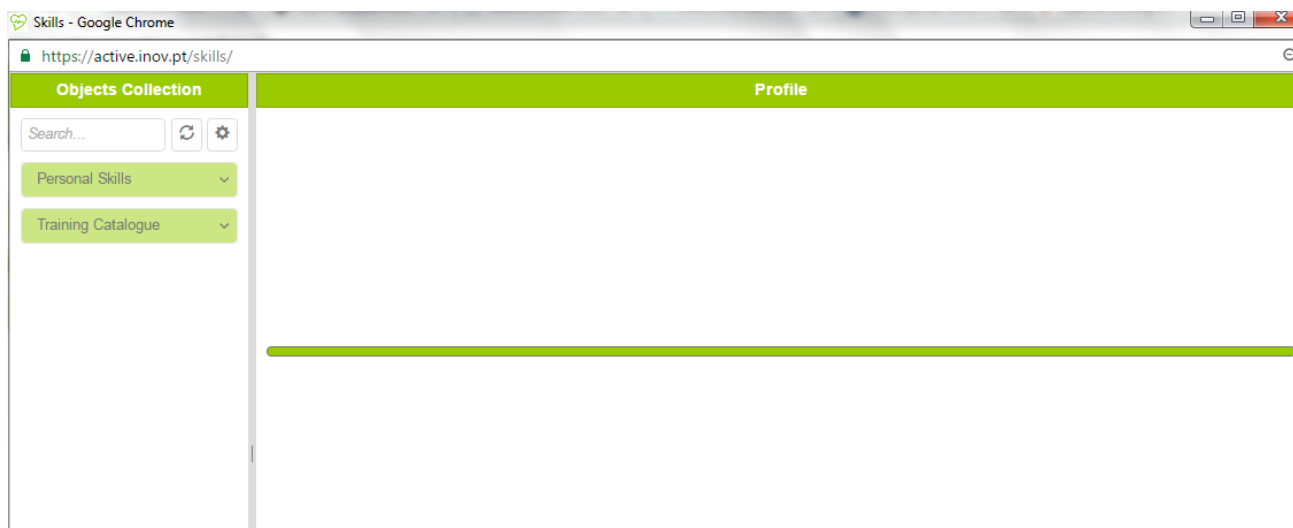 Skills - Google Chrome
https://active.inov.pt/skills/
Objects Collection
Profile
Search...
Personal Skills
Training Catalogue